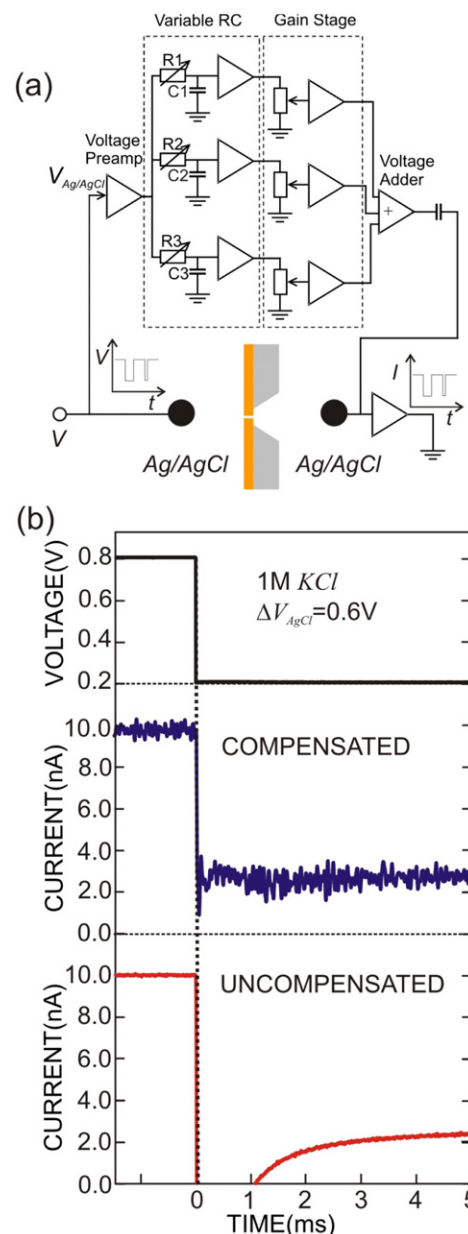 (a)
Variable RC
Gain Stage
R1
C1
Voltage
Preamp
V Ag/AgCl
R2
C2
Voltage
Adder
+
R3
C3
V
t
I
t
V
Ag/AgCl
Ag/AgCl
(b)
VOLTAGE(V)
0.8
0.6
0.4
0.2
1M KCl
ΔV AgCl=0.6V
CURRENT(nA)
10.0
8.0
6.0
4.0
2.0
0.0
COMPENSATED
CURRENT(nA)
10.0
8.0
6.0
4.0
2.0
0.0
UNCOMPENSATED
0 1 2 3 4 5
TIME(ms)